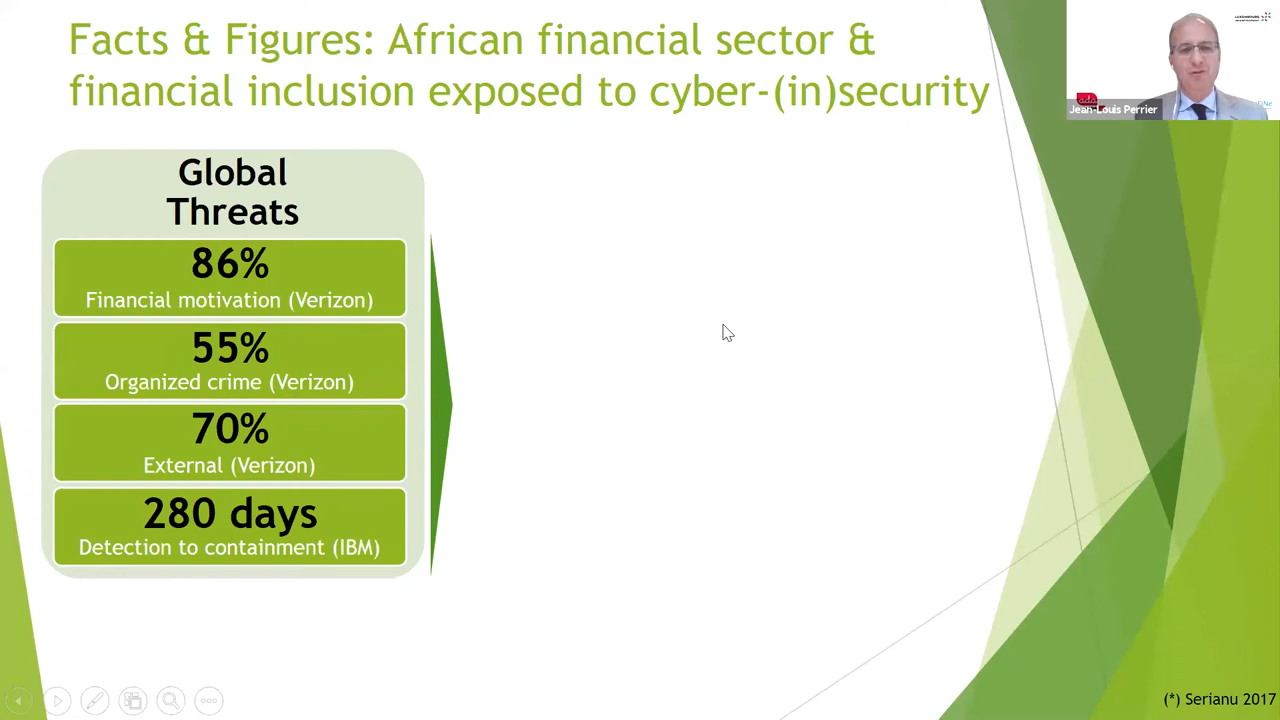 Facts & Figures: African financial sector &
financial inclusion exposed to cyber-(in)security
Jean-Louis Perrier
Global
Threats
86%
Financial motivation (Verizon)
55%
Organized crime (Verizon)
70%
External (Verizon)
280 days
Detection to containment (IBM)
(*) Serianu 2017